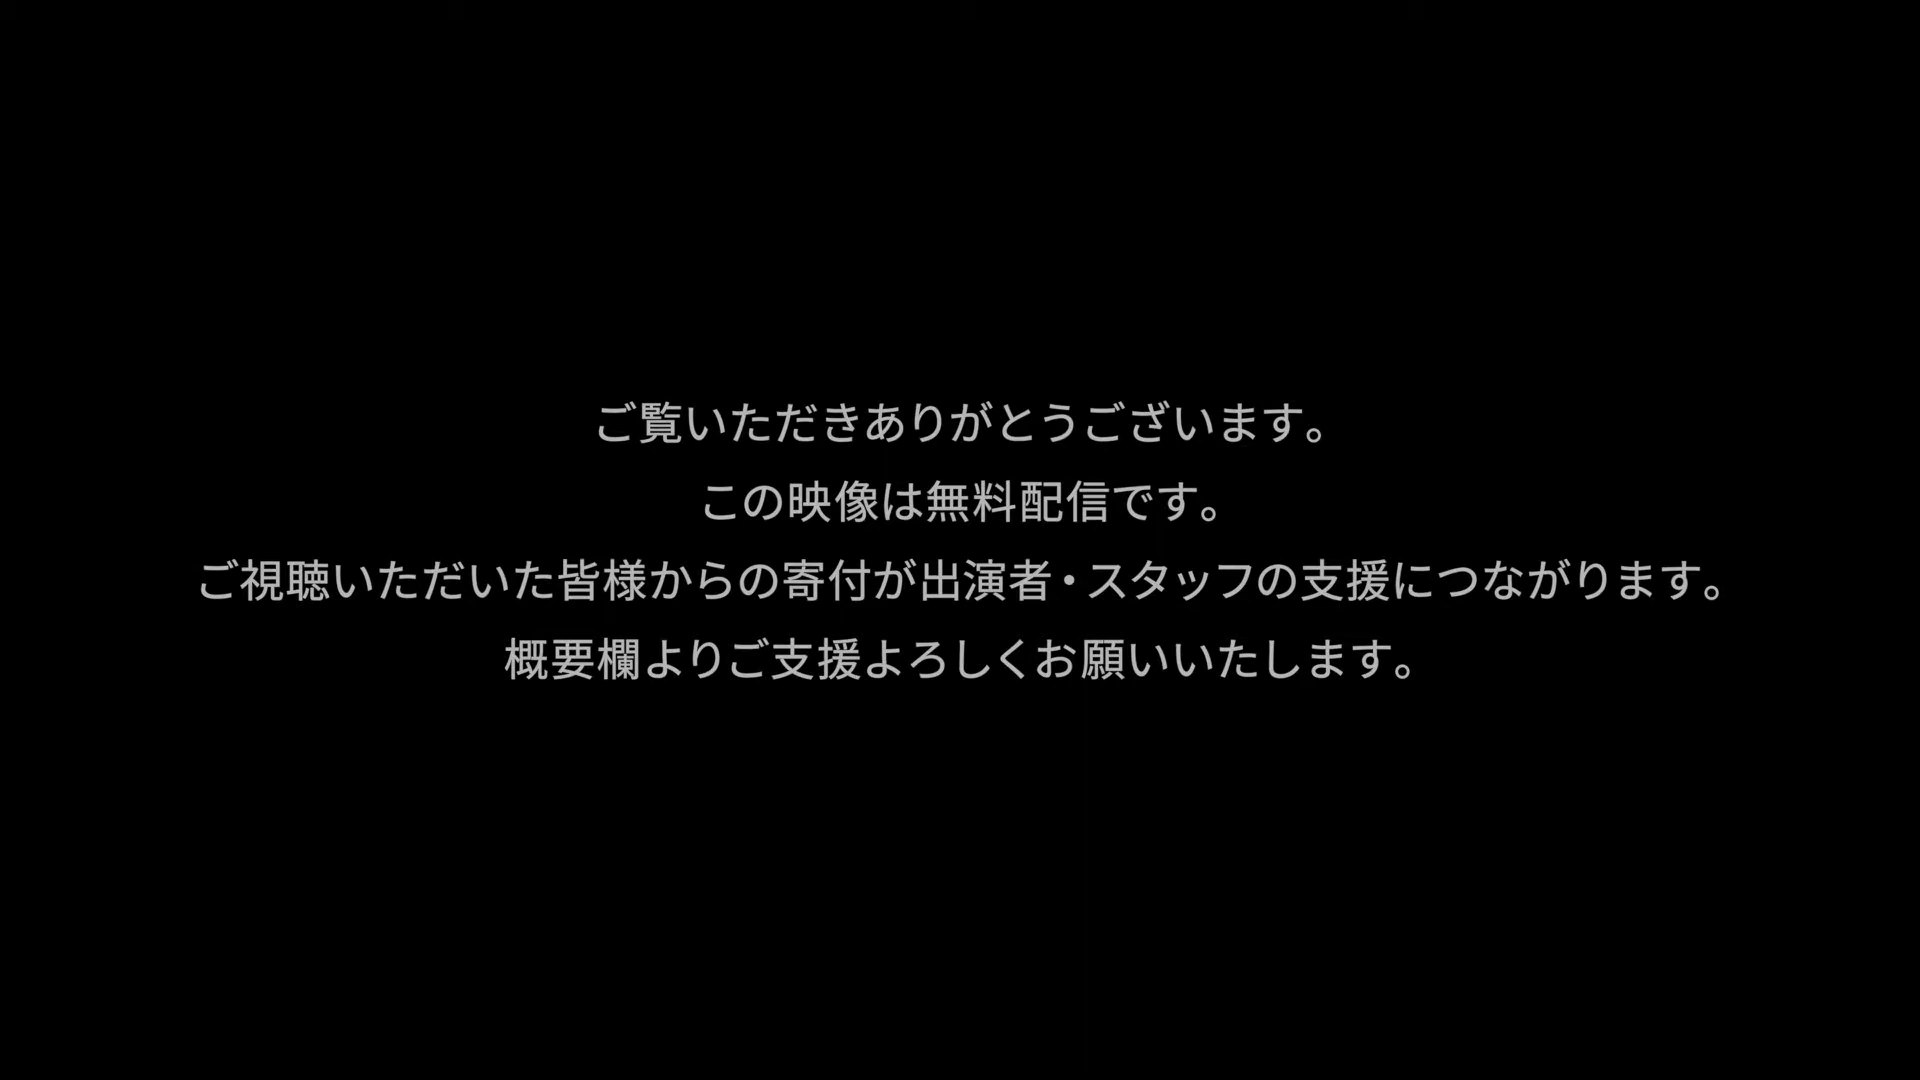 ご覧いただきありがとうございます。
この映像は無料配信です。
ご視聴いただいた皆様からの寄付が出演者・スタッフの支援につながります。
概要欄よりご支援よろしくお願いいたします。